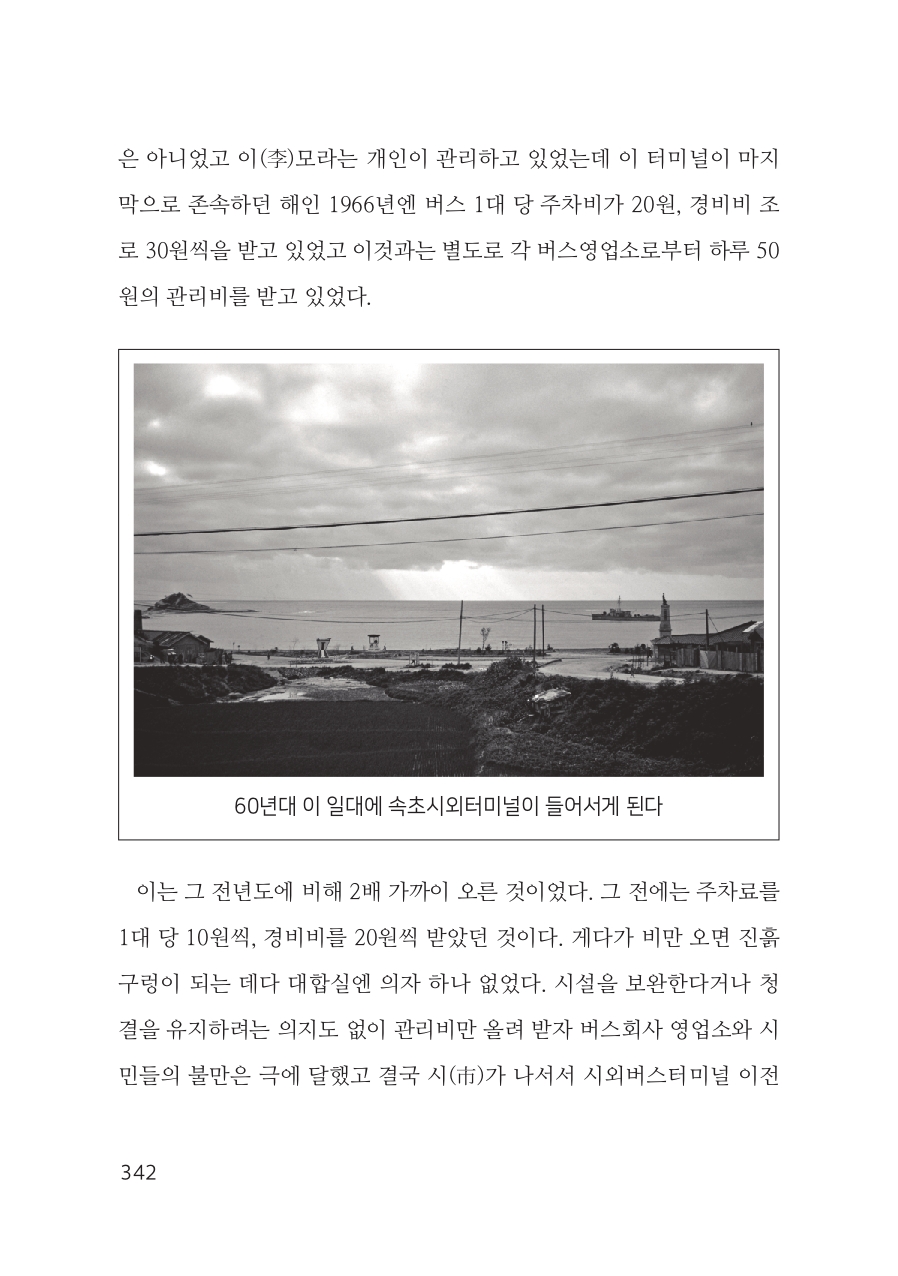 은 아니었고 이(李)모라는 개인이 관리하고 있었는데 이 터미널이 마지
막으로 존속하던 해인 1966년엔 버스 1대 당 주차비가 20원, 경비비 조
로 30원씩을 받고 있었고 이것과는 별도로 각 버스영업소로부터 하루 50
원의 관리비를 받고 있었다.
60년대 이 일대에 속초시외터미널이 들어서게 된다
이는 그 전년도에 비해 2배 가까이 오른 것이었다. 그 전에는 주차료를
1대 당 10원씩, 경비비를 20원씩 받았던 것이다. 게다가 비만 오면 진흙
구렁이 되는 데다 대합실엔 의자 하나 없었다. 시설을 보완한다거나 청
결을 유지하려는 의지도 없이 관리비만 올려 받자 버스회사 영업소와 시
민들의 불만은 극에 달했고 결국 시(市)가 나서서 시외버스터미널 이전
342